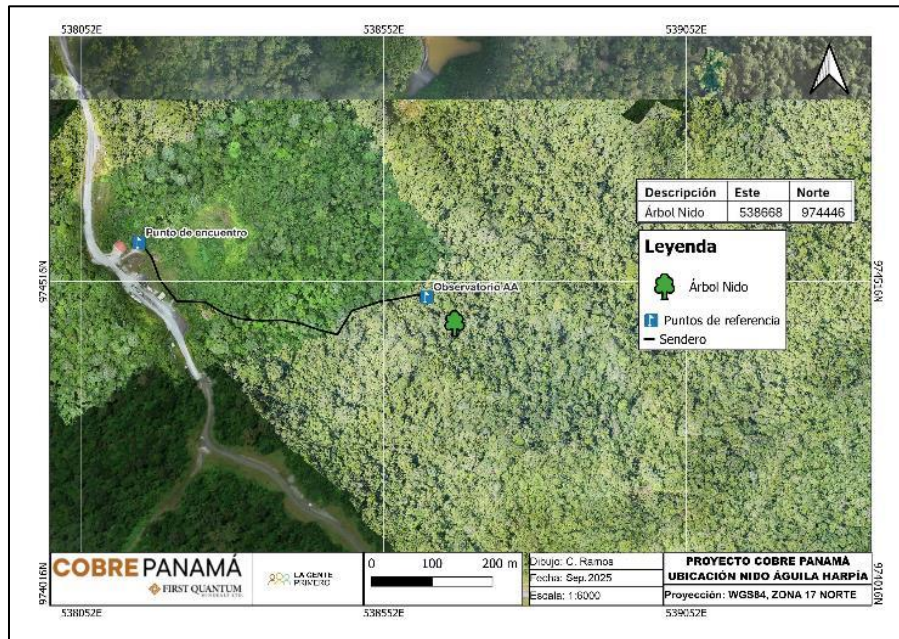 538052E 538552E 539052E
Descripción Este Norte
Árbol Nido 538668 974446
Punto de encuentro
Leyenda
Árbol Nido
Puntos de referencia
Sendero
974516N
974516N
Observatorio AA
COBRE PANAMÁ
FIRST QUANTUM
MINERALS LTD.
LA GENTE
PRIMERO
0 100 200 m
Dibujo: C. Ramos
Fecha: Sep.2025
Escala: 1:6000
PROYECTO COBRE PANAMÁ
UBICACIÓN NIDO ÁGUILA HARPÍA
Proyección: WGS84, ZONA 17 NORTE
974016N
974016N
538052E 538552E 539052E